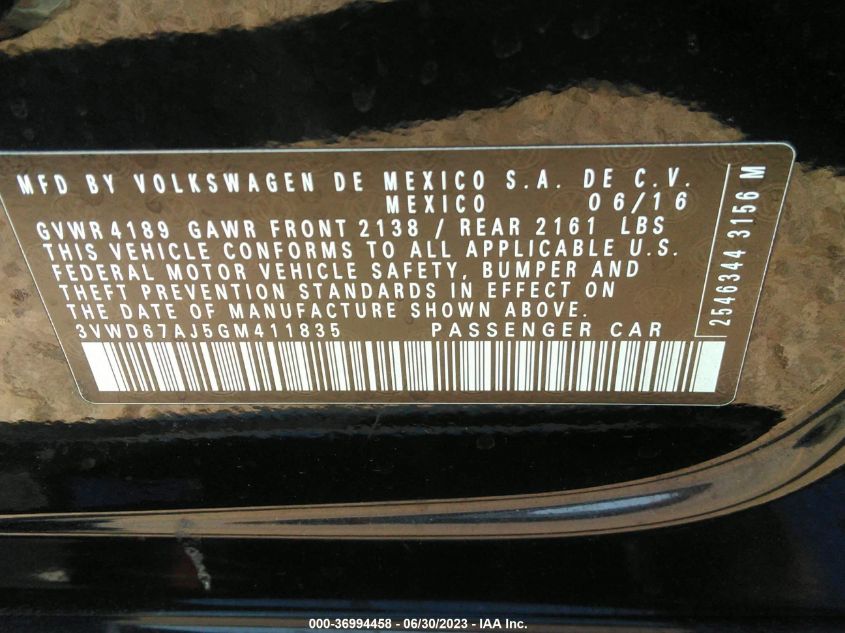 MFD BY VOLKSWAGEN DE MEXICO S.A. DE C.V.
MEXICO 06/16
GVWR 4189 GAWR FRONT 2138 / REAR 2161 LBS
THIS VEHICLE CONFORMS TO ALL APPLICABLE U.S.
FEDERAL MOTOR VEHICLE SAFETY, BUMPER AND
THEFT PREVENTION STANDARDS IN EFFECT ON
THE DATE OF MANUFACTURE SHOWN ABOVE.
3VWD67AJ5GM411835 PASSENGER CAR
2546344 3156 M
000-36994458 - 06/30/2023 - IAA Inc.